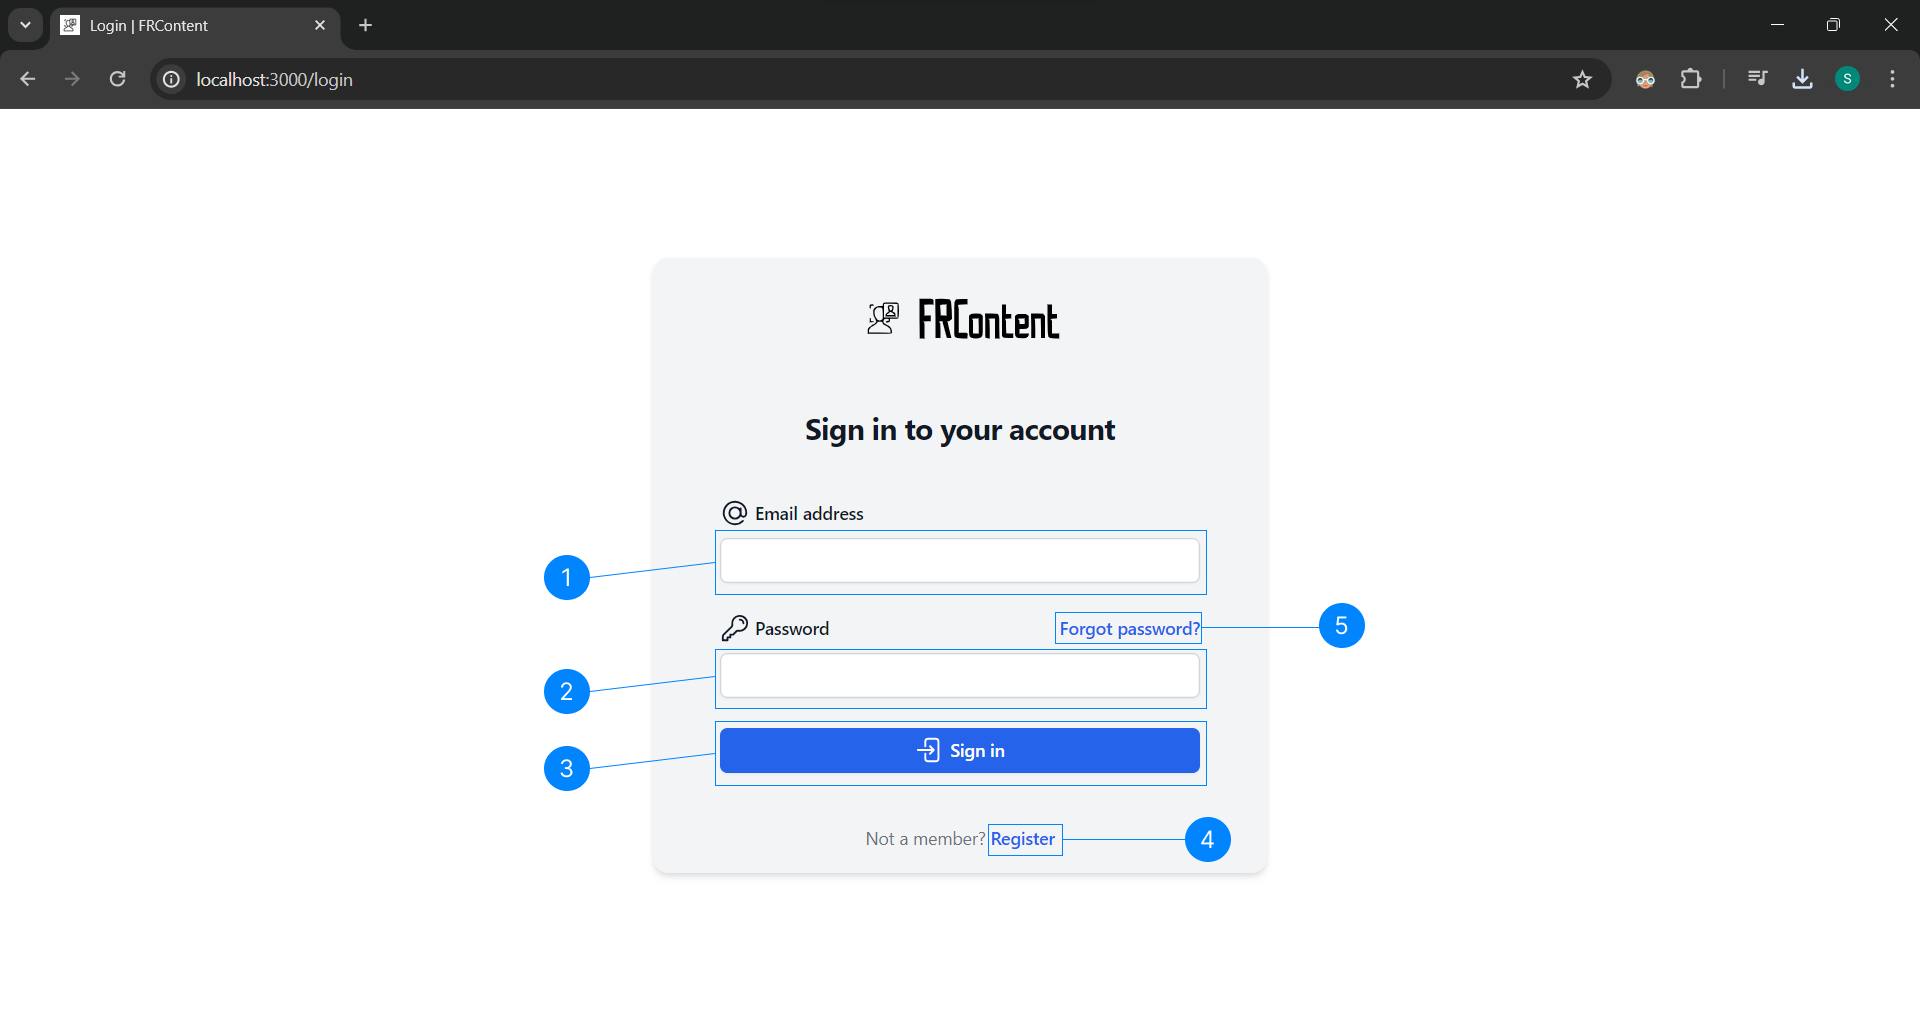 Login | FRContent
localhost:3000/login
S
FRContent
Sign in to your account
Email address
1
Password
Forgot password?
5
2
Sign in
3
Not a member? Register
4